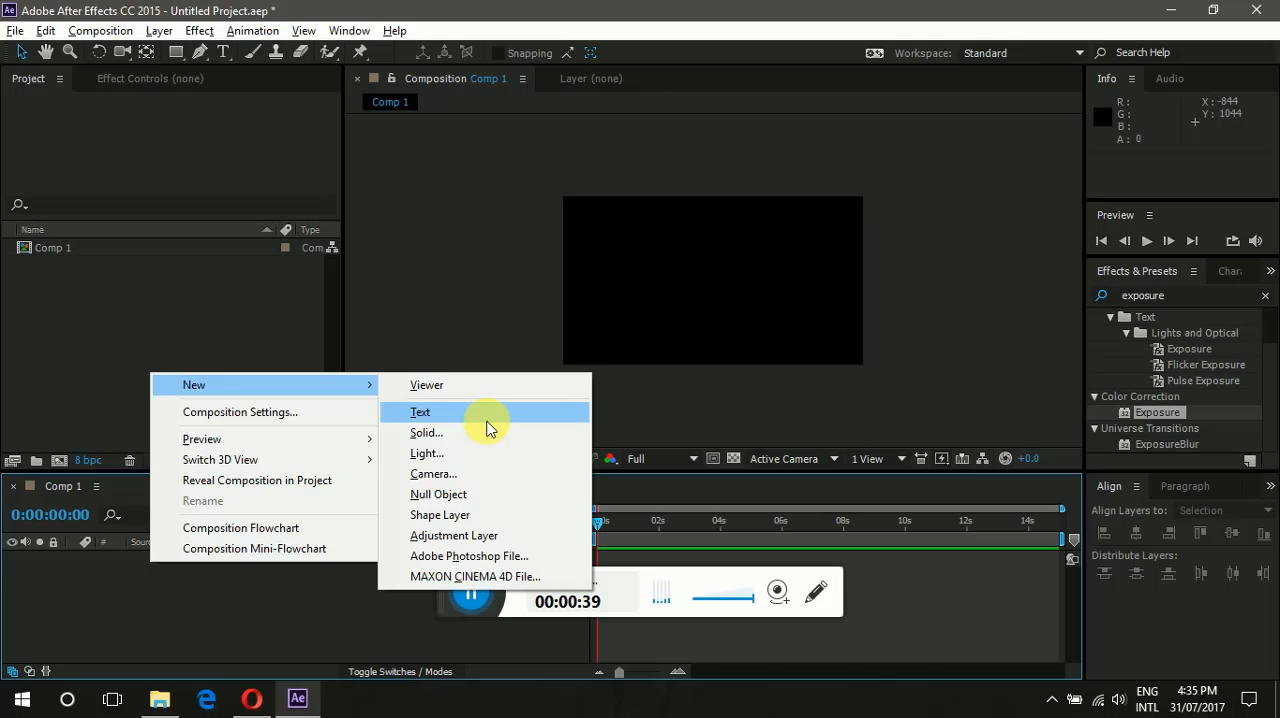 Adobe After Effects CC 2015 - Untitled Project.aep *
File Edit Composition Layer Effect Animation View Window Help
Snapping
Workspace: Standard
Search Help
Project
Effect Controls (none)
Composition Comp 1
Layer (none)
Info
Audio
Comp 1
R :
G :
B :
A : 0
X : -844
Y : 1044
Preview
Name
Type
Comp 1
Com
Effects & Presets
Chara
exposure
Text
Lights and Optical
Exposure
Flicker Exposure
Pulse Exposure
Color Correction
Exposure
Universe Transitions
ExposureBlur
New
Composition Settings...
Preview
Switch 3D View
Reveal Composition in Project
Rename
Composition Flowchart
Composition Mini-Flowchart
Viewer
Text
Solid...
Light...
Camera...
Null Object
Shape Layer
Adjustment Layer
Adobe Photoshop File...
MAXON CINEMA 4D File...
8 bpc
Full
Active Camera
1 View
+0.0
Comp 1
0:00:00:00
#
Sourc
0s 02s 04s 06s 08s 10s 12s 14s
Align
Paragraph
Align Layers to: Selection
Distribute Layers:
00:00:39
Toggle Switches / Modes
ENG
INTL
4:35 PM
31/07/2017